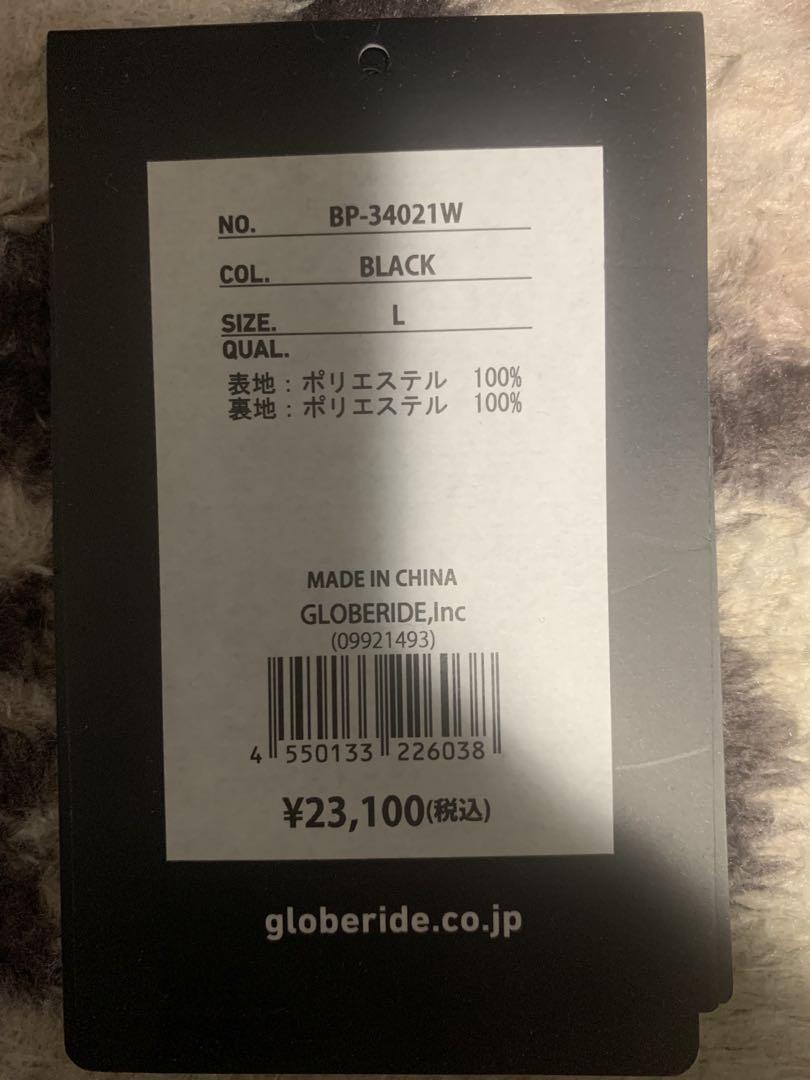 NO. BP-34021W
COL. BLACK
SIZE. L
QUAL.
表地：ポリエステル 100%
裏地：ポリエステル 100%
MADE IN CHINA
GLOBERIDE,Inc
(09921493)
4 550133 226038
¥23,100(税込)
globeride.co.jp